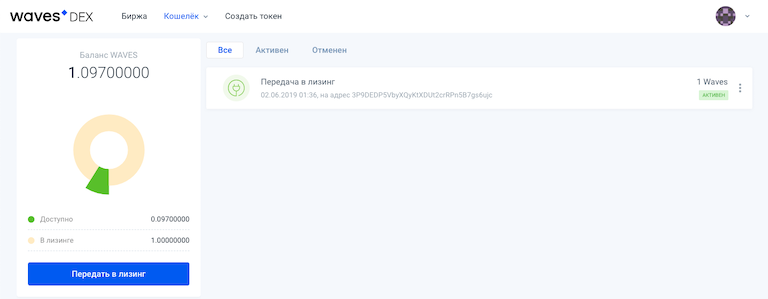 waves DEX
Биржа
Кошелёк
Создать токен
Баланс WAVES
1.09700000
Доступно 0.09700000
В лизинге 1.00000000
Передать в лизинг
Все
Активен
Отменен
Передача в лизинг
1 Waves
02.06.2019 01:36, на адрес 3P9DEDP5VbyXQyKtXDUt2crRPn5B7gs6ujc
АКТИВЕН